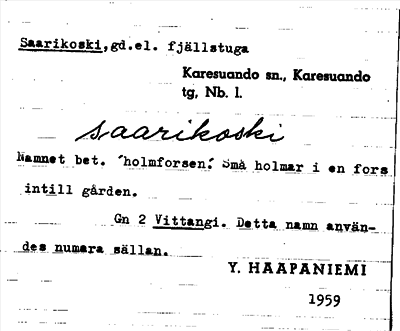 Saarikoski, gd.el. fjällstuga
Karesuando sn., Karesuando
tg, Nb. l.
saarikoski
Namnet bet. "holmforsen". Små holmar i en fors
intill gården.
Gn 2 Vittangi. Detta namn använ-
des numara sällan.
Y. HAAPANIEMI
1959